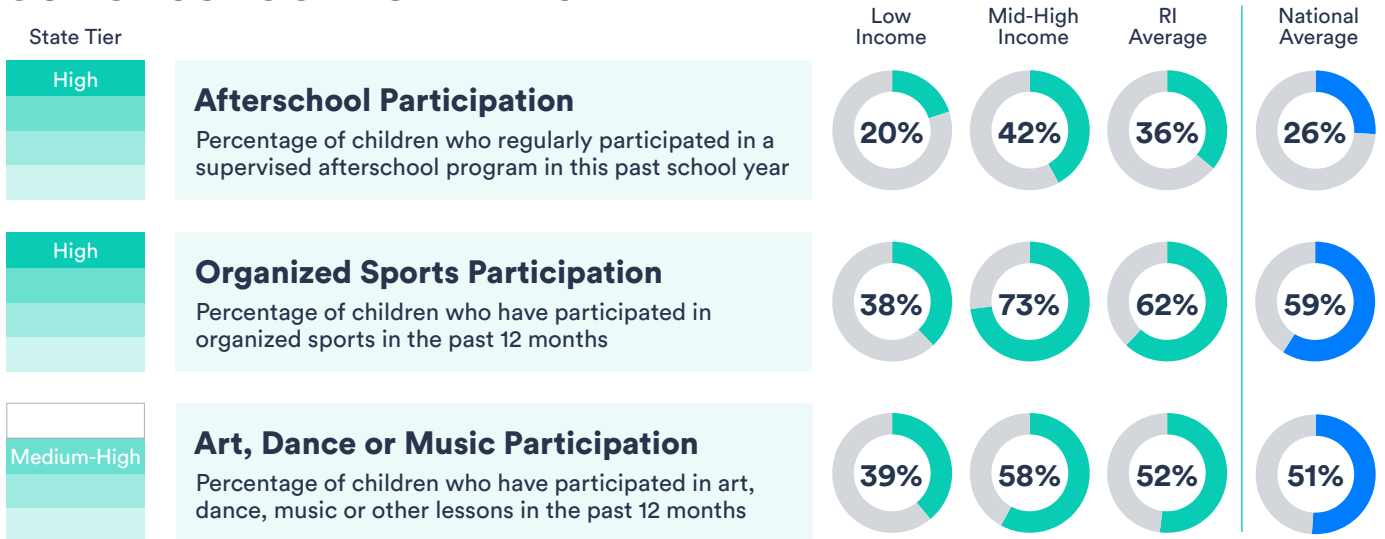 State Tier
Low
Income
Mid-High
Income
RI
Average
National
Average
High
Afterschool Participation
Percentage of children who regularly participated in a
supervised afterschool program in this past school year
20%
42%
36%
26%
High
Organized Sports Participation
Percentage of children who have participated in
organized sports in the past 12 months
38%
73%
62%
59%
Medium-High
Art, Dance or Music Participation
Percentage of children who have participated in art,
dance, music or other lessons in the past 12 months
39%
58%
52%
51%